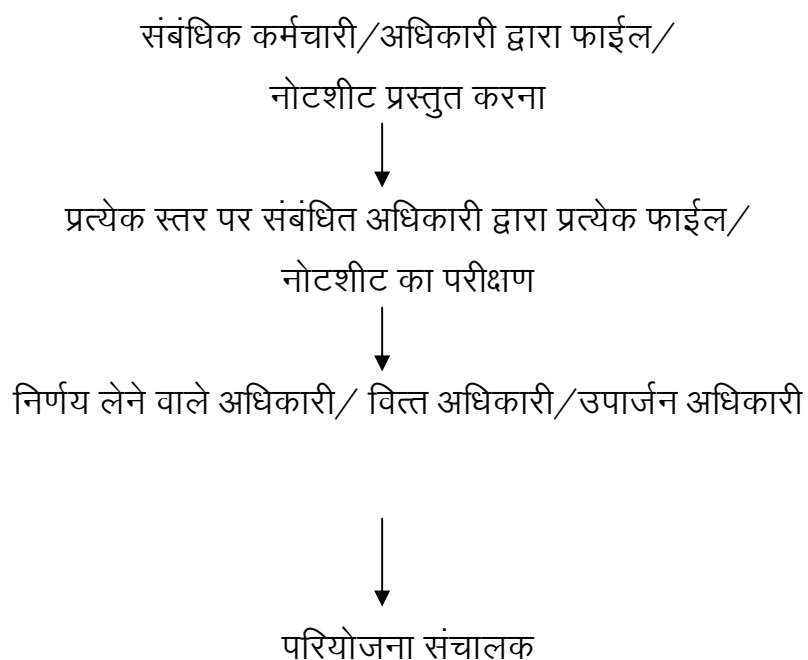 संबंधिक कर्मचारी/अधिकारी द्वारा फाईल/
नोटशीट प्रस्तुत करना
प्रत्येक स्तर पर संबंधित अधिकारी द्वारा प्रत्येक फाईल/
नोटशीट का परीक्षण
निर्णय लेने वाले अधिकारी/ वित्त अधिकारी/उपार्जन अधिकारी
परियोजना संचालक